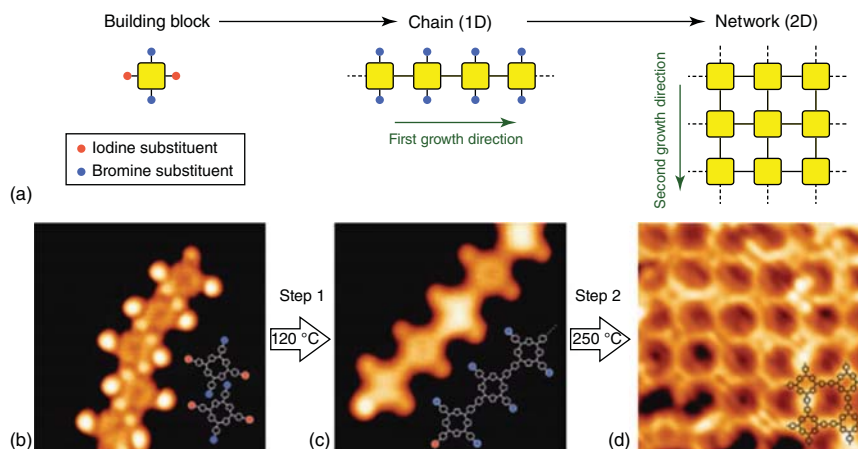 Building block
Chain (1D)
Network (2D)
First growth direction
Second growth direction
Iodine substituent
Bromine substituent
(a)
Step 1
120 °C
Step 2
250 °C
(b)
(c)
(d)